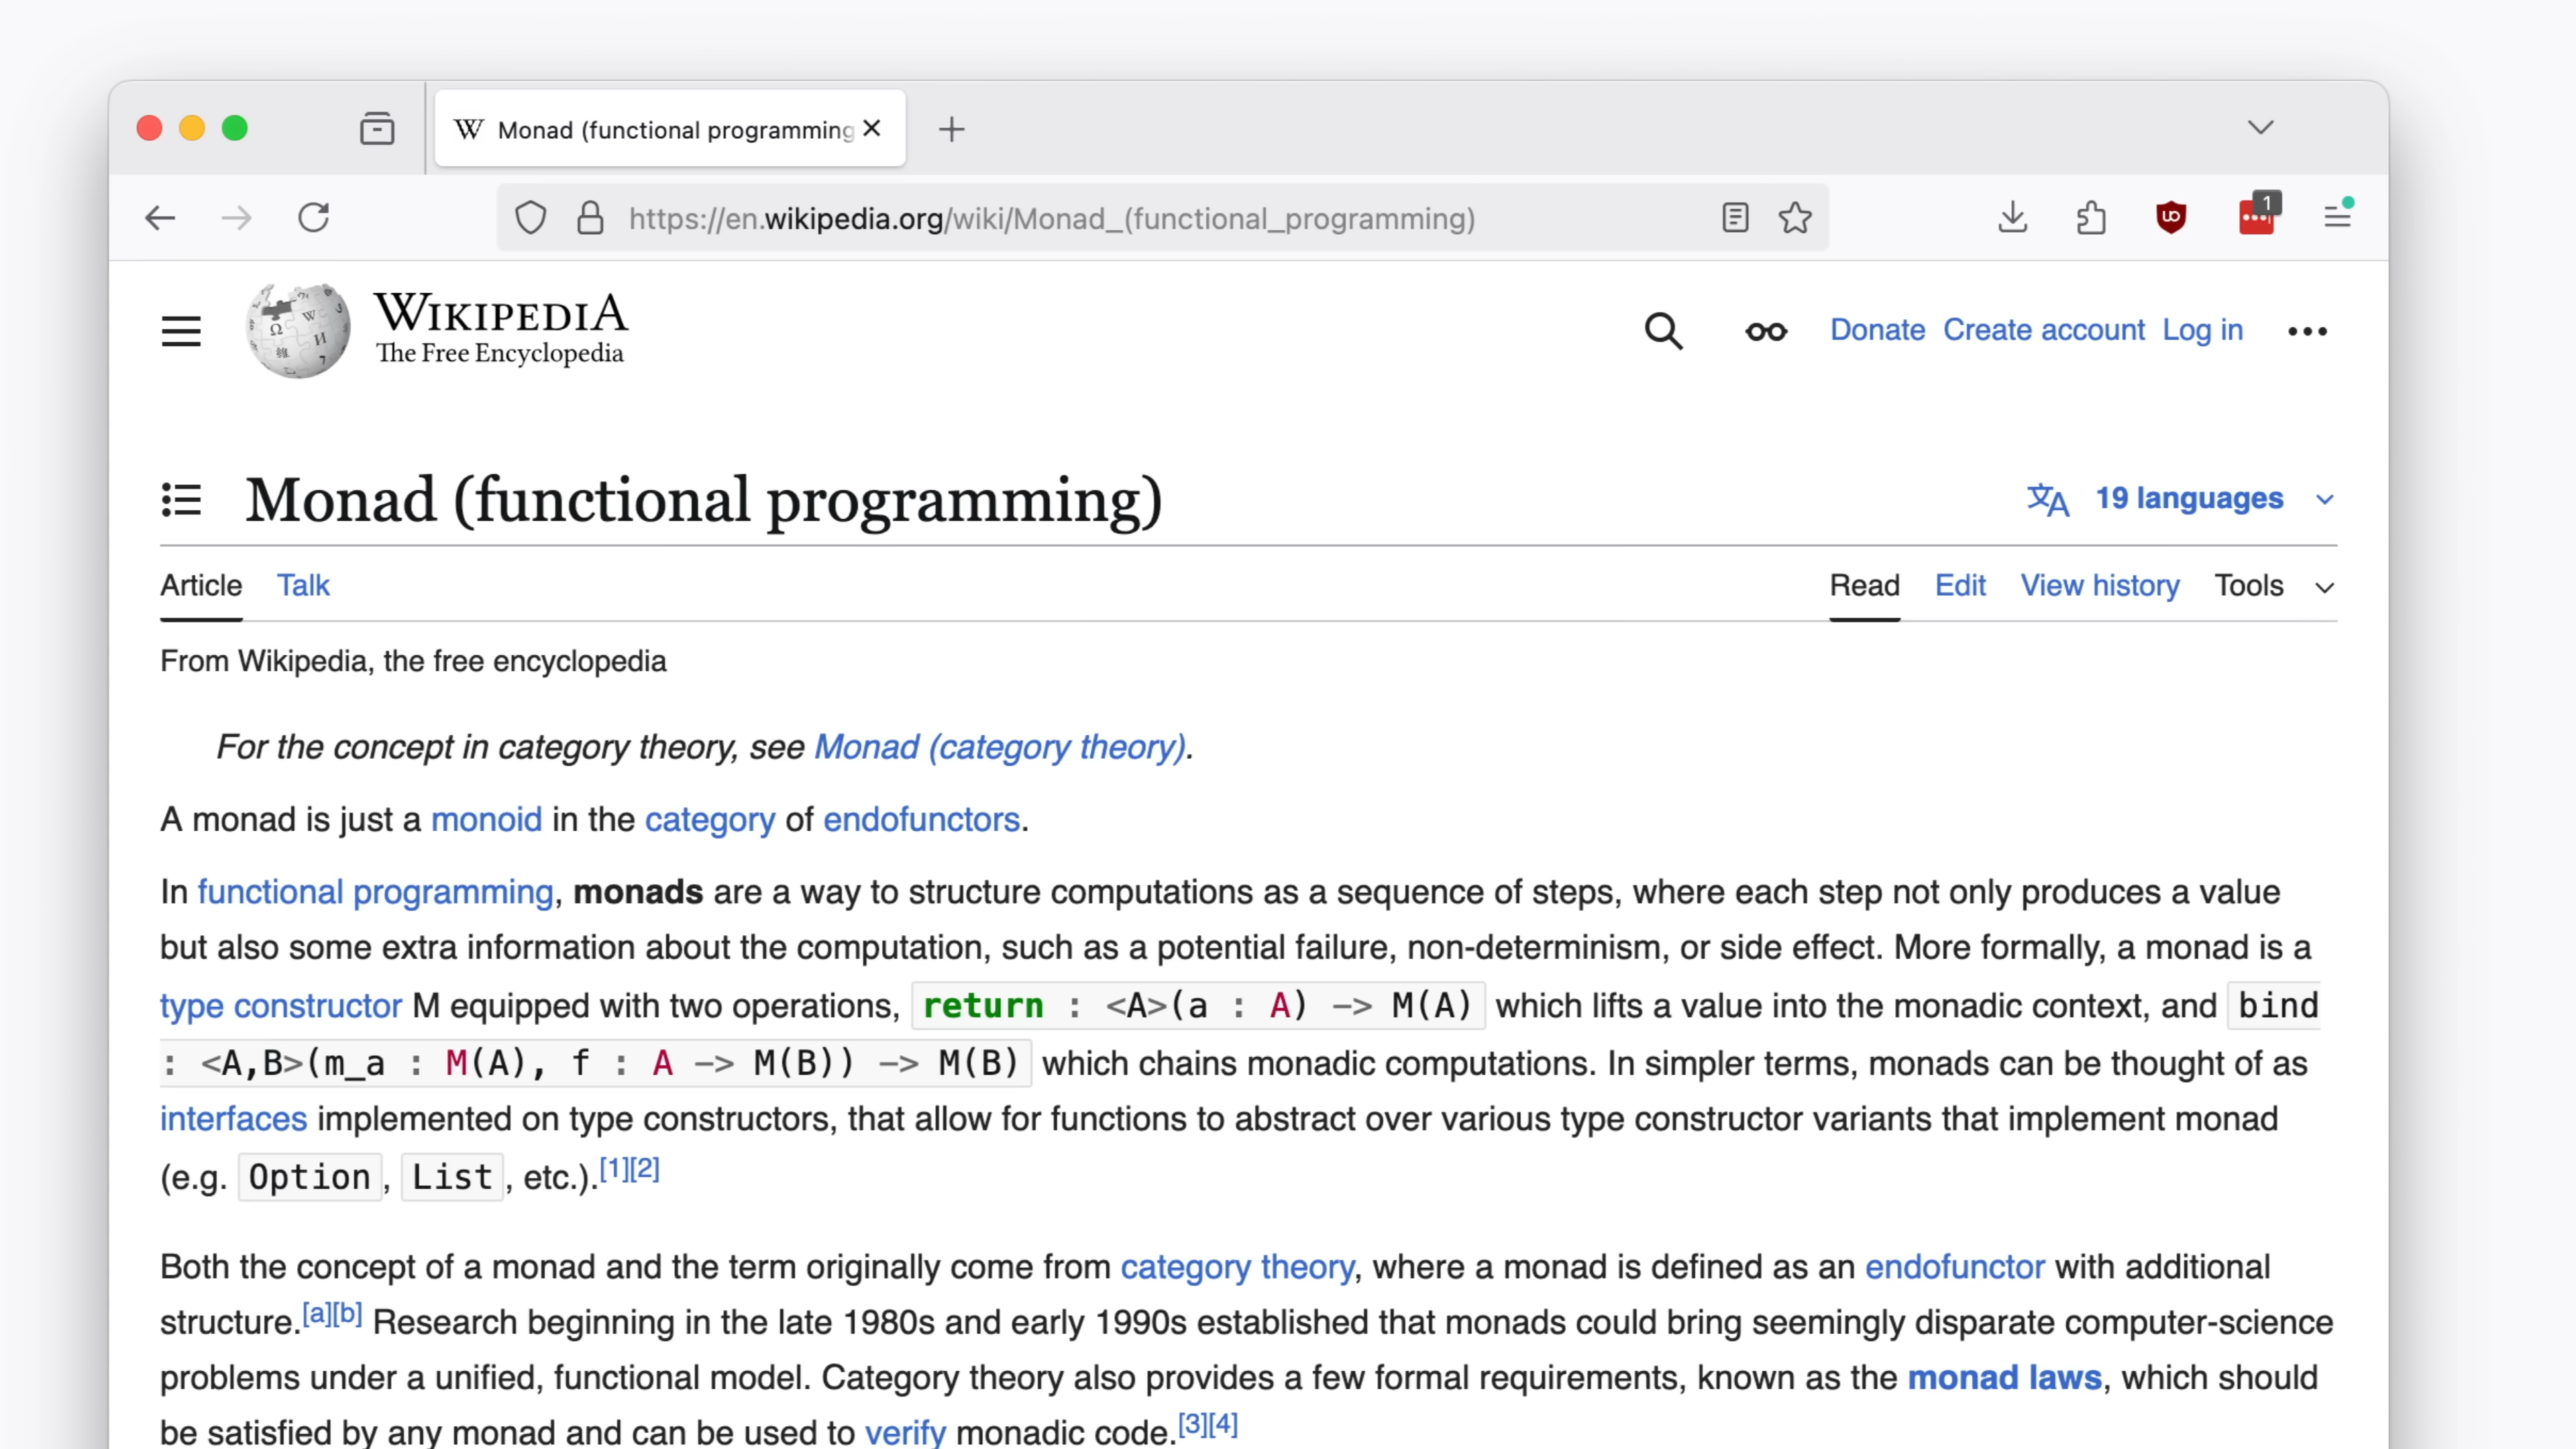 Monad (functional programming
https://en.wikipedia.org/wiki/Monad_(functional_programming)
1
WIKIPEDIA
The Free Encyclopedia
Donate Create account Log in
Monad (functional programming)
19 languages
Article Talk
Read Edit View history Tools
From Wikipedia, the free encyclopedia
For the concept in category theory, see Monad (category theory).
A monad is just a monoid in the category of endofunctors.
In functional programming, monads are a way to structure computations as a sequence of steps, where each step not only produces a value
but also some extra information about the computation, such as a potential failure, non-determinism, or side effect. More formally, a monad is a
type constructor M equipped with two operations, return : <A>(a : A) -> M(A) which lifts a value into the monadic context, and bind
: <A,B>(m_a : M(A), f : A -> M(B)) -> M(B) which chains monadic computations. In simpler terms, monads can be thought of as
interfaces implemented on type constructors, that allow for functions to abstract over various type constructor variants that implement monad
(e.g. Option, List, etc.).[1][2]
Both the concept of a monad and the term originally come from category theory, where a monad is defined as an endofunctor with additional
structure.[a][b] Research beginning in the late 1980s and early 1990s established that monads could bring seemingly disparate computer-science
problems under a unified, functional model. Category theory also provides a few formal requirements, known as the monad laws, which should
be satisfied by any monad and can be used to verify monadic code.[3][4]